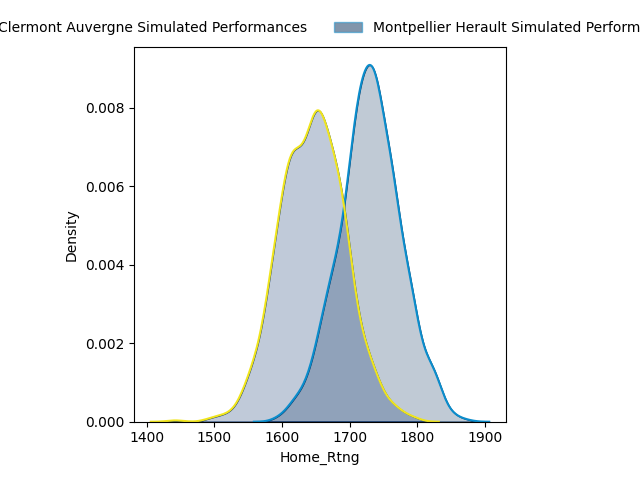 Clermont Auvergne Simulated Performances
Montpellier Herault Simulated Perform
0.008
0.006
0.004
0.002
0.000
Density
1400 1500 1600 1700 1800 1900
Home_Rtng